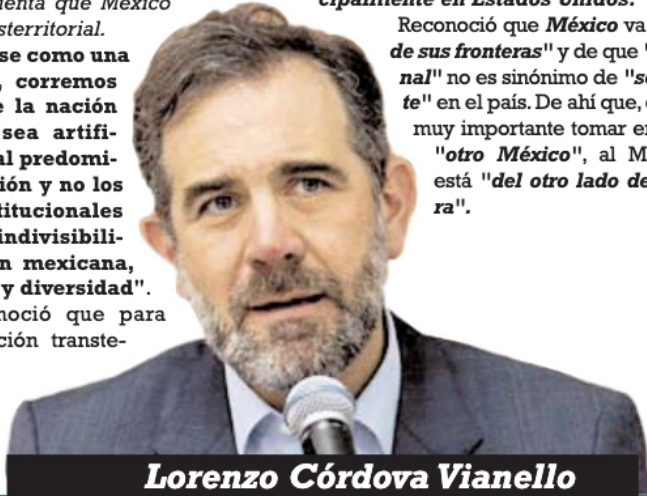 enta que México
sterritorial.
se como una
, corremos
e la nación
sea artifi-
al predomi-
ción y no los
titucionales
indivisibili-
n mexicana,
y diversidad".
noció que para
ción transte-
cipalmente en Estados Unidos.
Reconoció que México va
de sus fronteras" y de que "
nal" no es sinónimo de "s
te" en el país. De ahí que,
muy importante tomar e
"otro México", al M
está "del otro lado de
ra".
Lorenzo Córdova Vianello